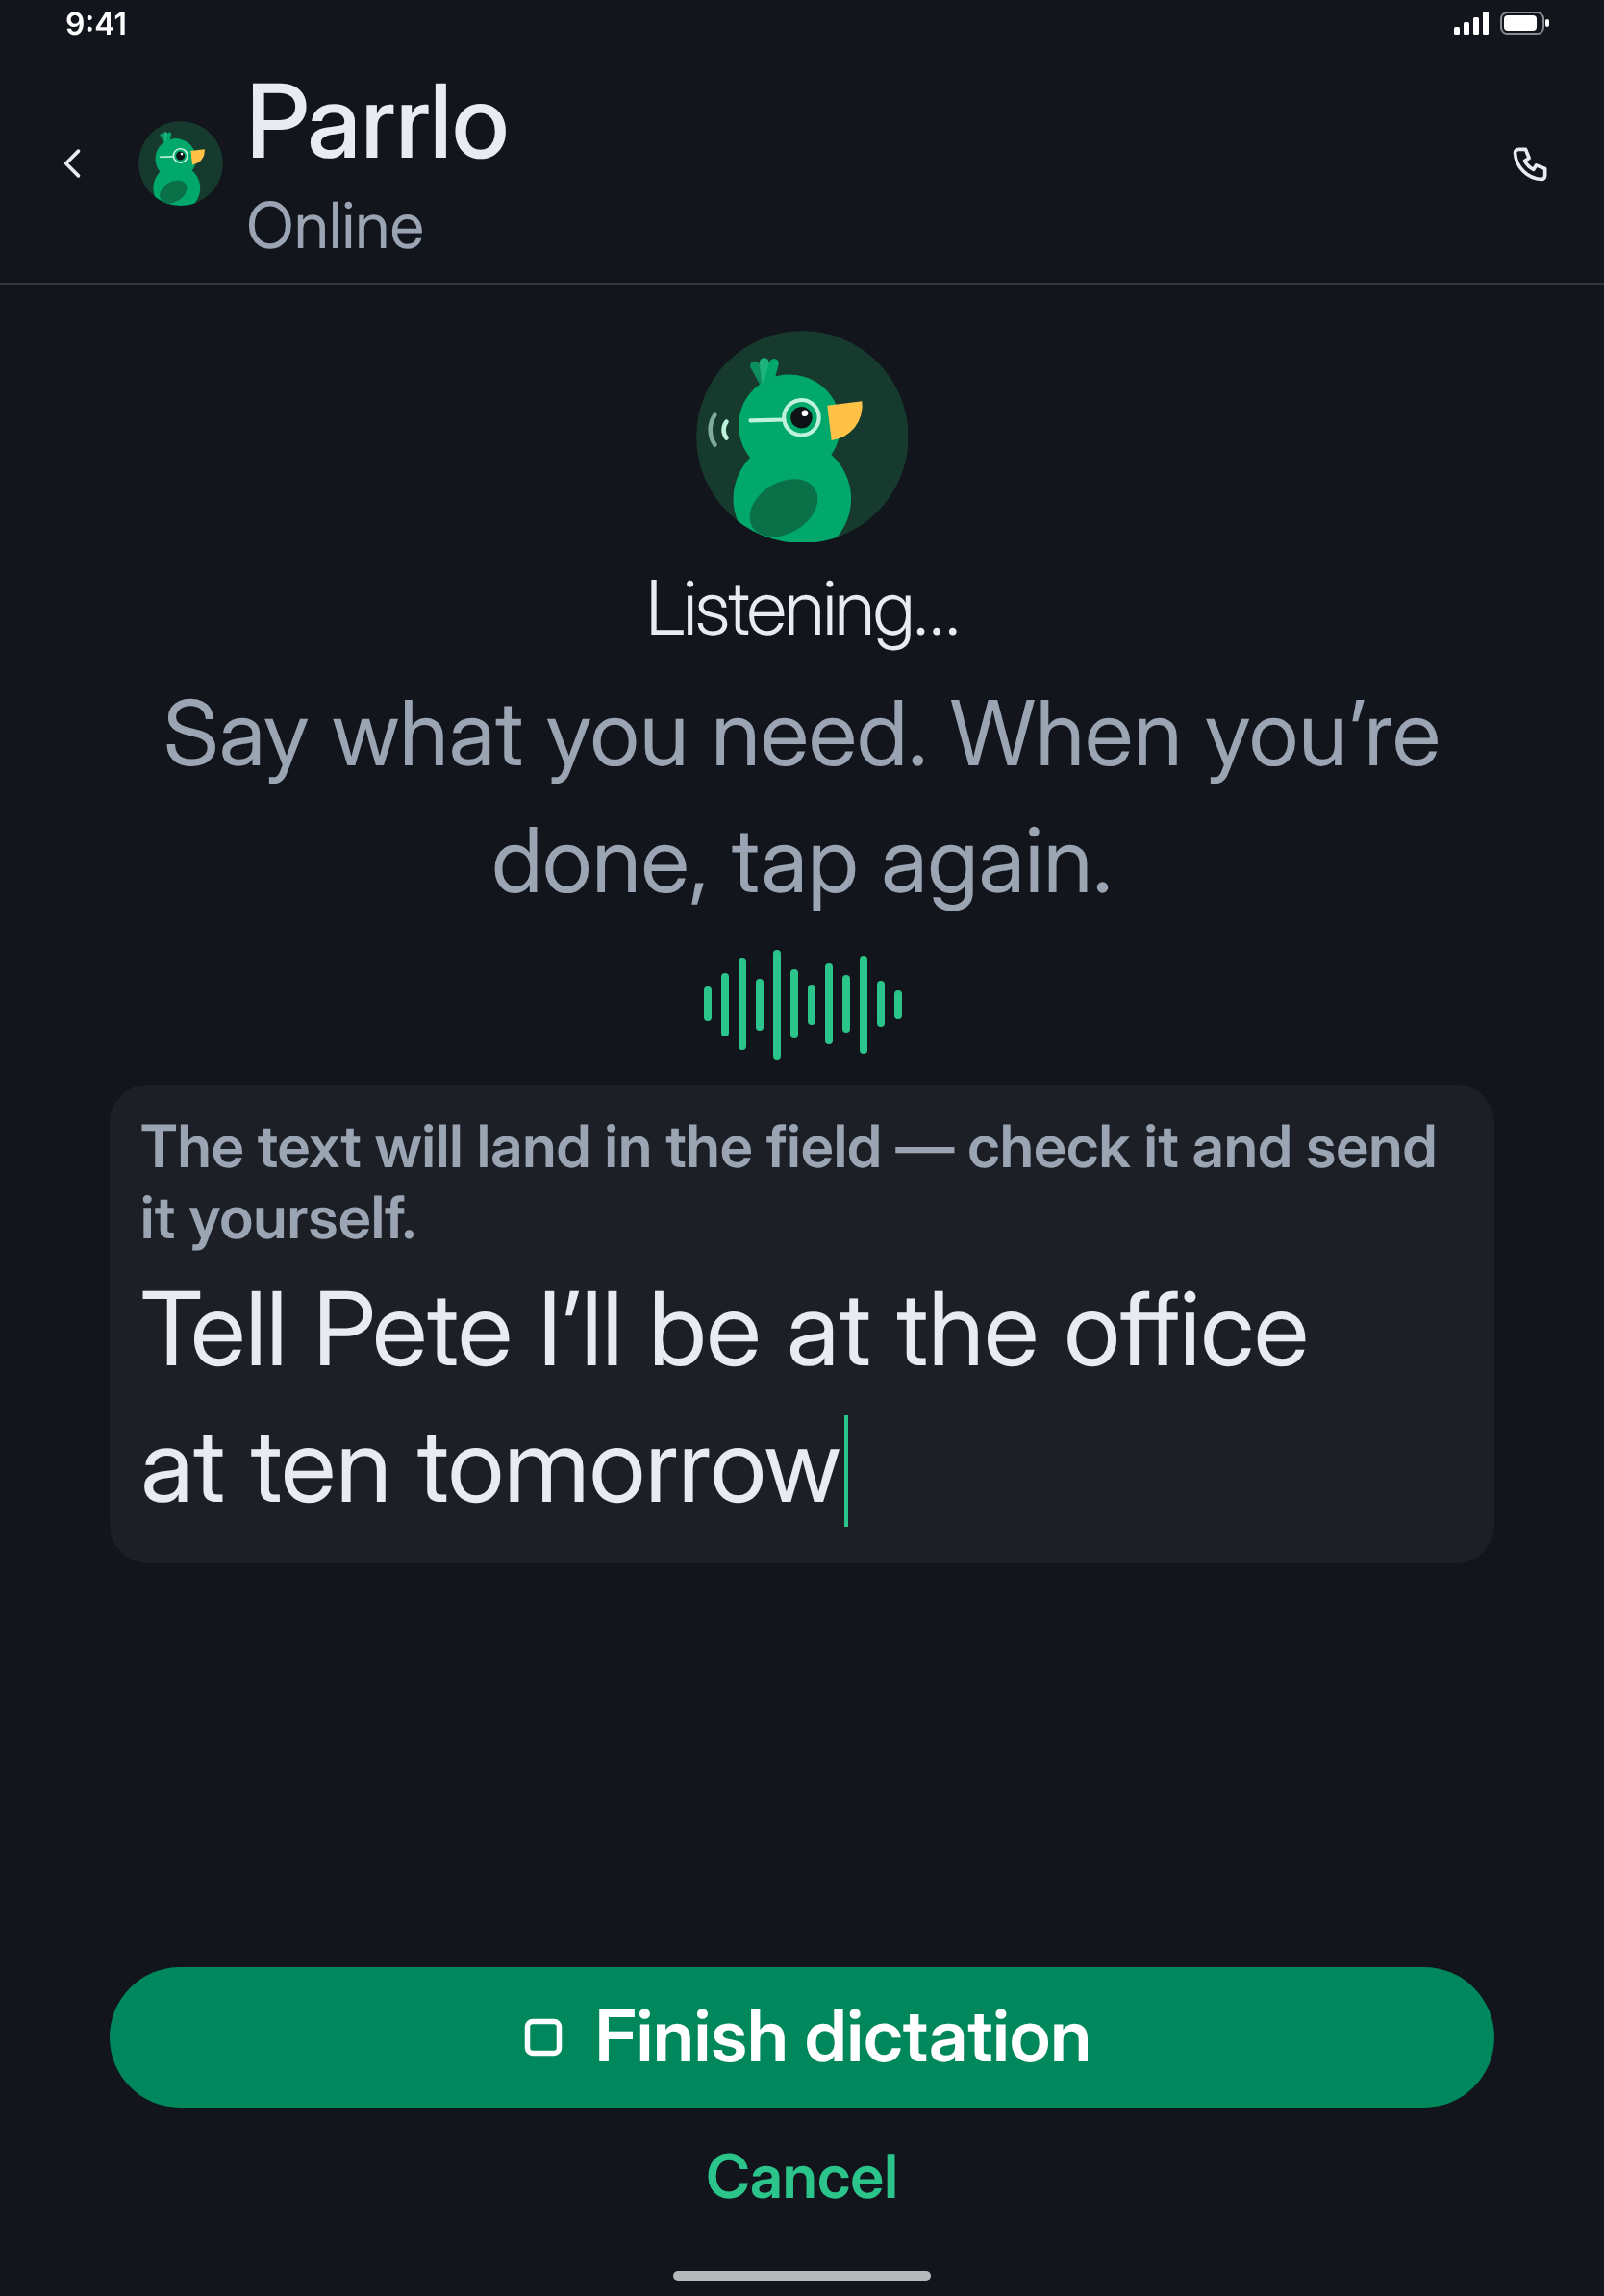 9:41
Parrlo
Online
Listening...
Say what you need. When you’re
done, tap again.
The text will land in the field — check it and send
it yourself.
Tell Pete I’ll be at the office
at ten tomorrow
Finish dictation
Cancel